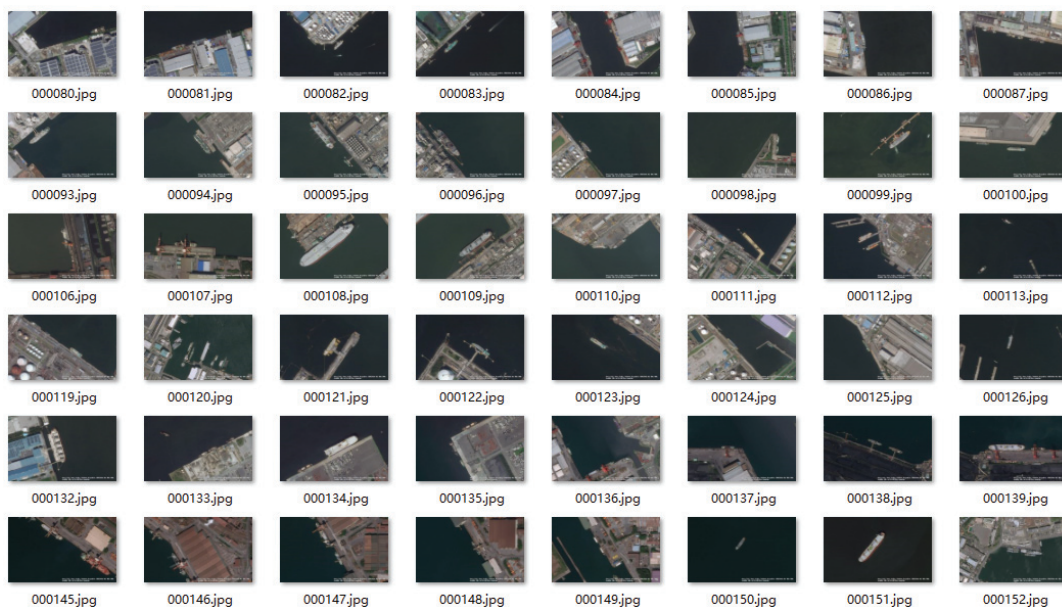 000080.jpg 000081.jpg 000082.jpg 000083.jpg 000084.jpg 000085.jpg 000086.jpg 000087.jpg
000093.jpg 000094.jpg 000095.jpg 000096.jpg 000097.jpg 000098.jpg 000099.jpg 000100.jpg
000106.jpg 000107.jpg 000108.jpg 000109.jpg 000110.jpg 000111.jpg 000112.jpg 000113.jpg
000119.jpg 000120.jpg 000121.jpg 000122.jpg 000123.jpg 000124.jpg 000125.jpg 000126.jpg
000132.jpg 000133.jpg 000134.jpg 000135.jpg 000136.jpg 000137.jpg 000138.jpg 000139.jpg
000145.jpg 000146.jpg 000147.jpg 000148.jpg 000149.jpg 000150.jpg 000151.jpg 000152.jpg